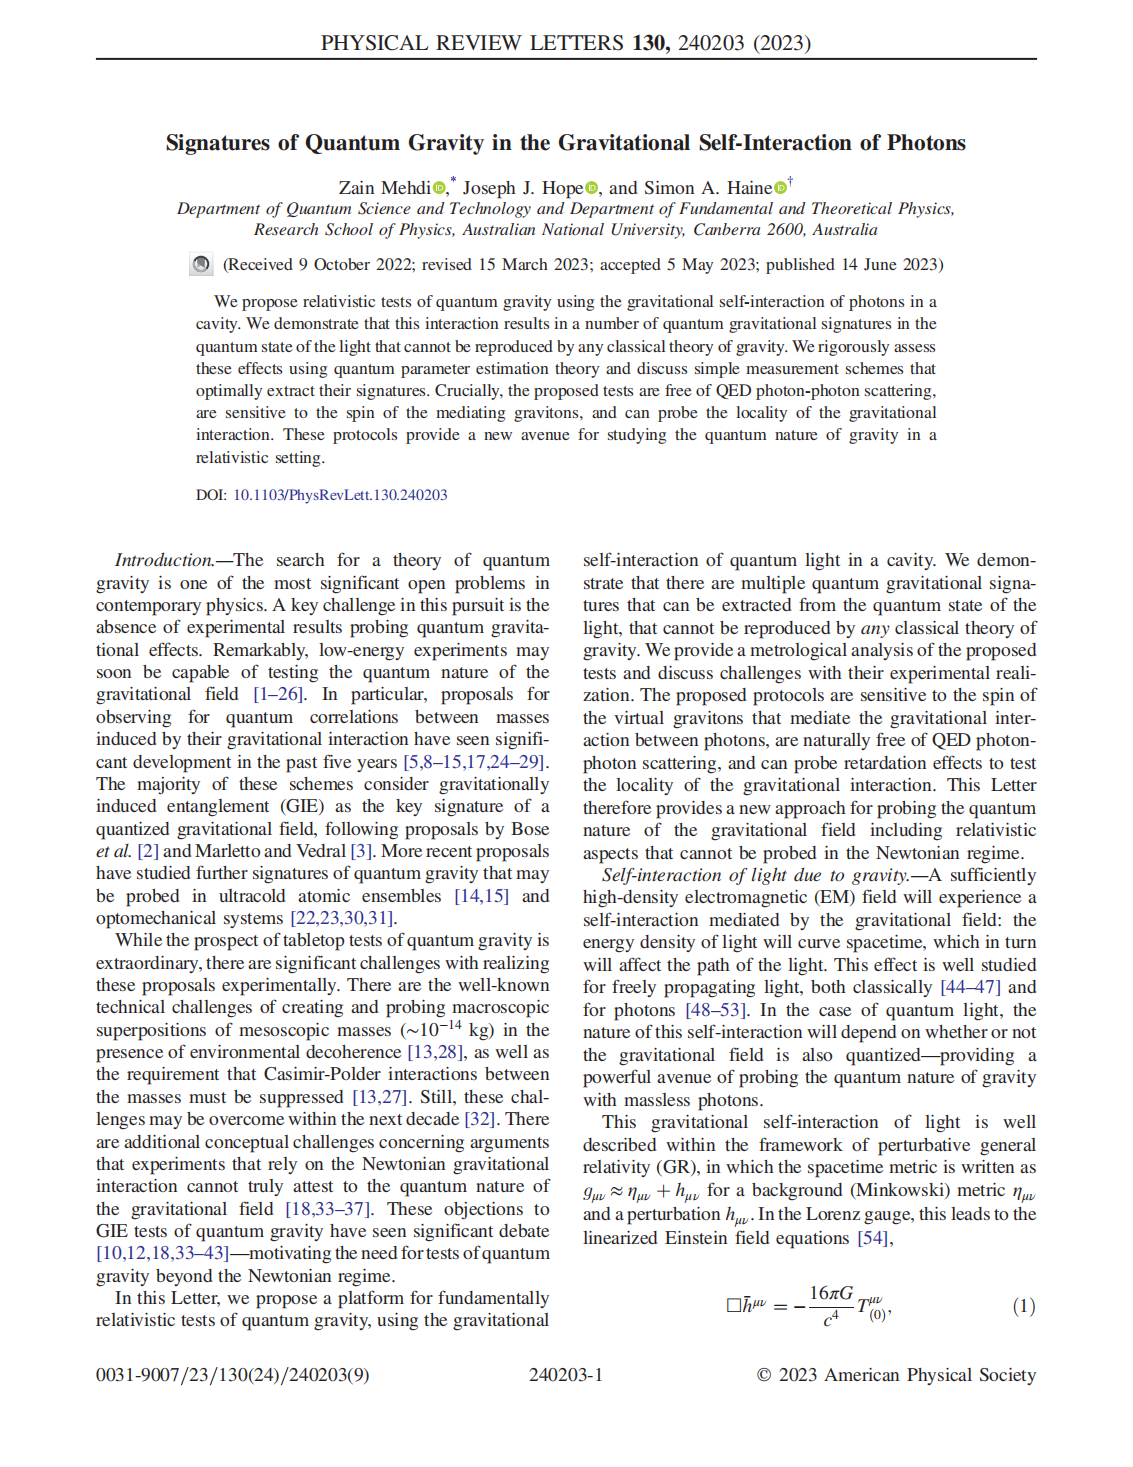 PHYSICAL REVIEW LETTERS 130, 240203 (2023)
Signatures of Quantum Gravity in the Gravitational Self-Interaction of Photons
Zain Mehdi,* Joseph J. Hope, and Simon A. Haine†
Department of Quantum Science and Technology and Department of Fundamental and Theoretical Physics,
Research School of Physics, Australian National University, Canberra 2600, Australia
(Received 9 October 2022; revised 15 March 2023; accepted 5 May 2023; published 14 June 2023)
We propose relativistic tests of quantum gravity using the gravitational self-interaction of photons in a
cavity. We demonstrate that this interaction results in a number of quantum gravitational signatures in the
quantum state of the light that cannot be reproduced by any classical theory of gravity. We rigorously assess
these effects using quantum parameter estimation theory and discuss simple measurement schemes that
optimally extract their signatures. Crucially, the proposed tests are free of QED photon-photon scattering,
are sensitive to the spin of the mediating gravitons, and can probe the locality of the gravitational
interaction. These protocols provide a new avenue for studying the quantum nature of gravity in a
relativistic setting.
DOI: 10.1103/PhysRevLett.130.240203
Introduction.—The search for a theory of quantum
gravity is one of the most significant open problems in
contemporary physics. A key challenge in this pursuit is the
absence of experimental results probing quantum gravita-
tional effects. Remarkably, low-energy experiments may
soon be capable of testing the quantum nature of the
gravitational field [1–26]. In particular, proposals for
observing for quantum correlations between masses
induced by their gravitational interaction have seen signifi-
cant development in the past five years [5,8–15,17,24–29].
The majority of these schemes consider gravitationally
induced entanglement (GIE) as the key signature of a
quantized gravitational field, following proposals by Bose
et al. [2] and Marletto and Vedral [3]. More recent proposals
have studied further signatures of quantum gravity that may
be probed in ultracold atomic ensembles [14,15] and
optomechanical systems [22,23,30,31].
While the prospect of tabletop tests of quantum gravity is
extraordinary, there are significant challenges with realizing
these proposals experimentally. There are the well-known
technical challenges of creating and probing macroscopic
superpositions of mesoscopic masses (∼10⁻¹⁴ kg) in the
presence of environmental decoherence [13,28], as well as
the requirement that Casimir-Polder interactions between
the masses must be suppressed [13,27]. Still, these chal-
lenges may be overcome within the next decade [32]. There
are additional conceptual challenges concerning arguments
that experiments that rely on the Newtonian gravitational
interaction cannot truly attest to the quantum nature of
the gravitational field [18,33–37]. These objections to
GIE tests of quantum gravity have seen significant debate
[10,12,18,33–43]—motivating the need for tests of quantum
gravity beyond the Newtonian regime.
In this Letter, we propose a platform for fundamentally
relativistic tests of quantum gravity, using the gravitational
self-interaction of quantum light in a cavity. We demon-
strate that there are multiple quantum gravitational signa-
tures that can be extracted from the quantum state of the
light, that cannot be reproduced by any classical theory of
gravity. We provide a metrological analysis of the proposed
tests and discuss challenges with their experimental reali-
zation. The proposed protocols are sensitive to the spin of
the virtual gravitons that mediate the gravitational inter-
action between photons, are naturally free of QED photon-
photon scattering, and can probe retardation effects to test
the locality of the gravitational interaction. This Letter
therefore provides a new approach for probing the quantum
nature of the gravitational field including relativistic
aspects that cannot be probed in the Newtonian regime.
Self-interaction of light due to gravity.—A sufficiently
high-density electromagnetic (EM) field will experience a
self-interaction mediated by the gravitational field: the
energy density of light will curve spacetime, which in turn
will affect the path of the light. This effect is well studied
for freely propagating light, both classically [44–47] and
for photons [48–53]. In the case of quantum light, the
nature of this self-interaction will depend on whether or not
the gravitational field is also quantized—providing a
powerful avenue of probing the quantum nature of gravity
with massless photons.
This gravitational self-interaction of light is well
described within the framework of perturbative general
relativity (GR), in which the spacetime metric is written as
g_μν ≈ η_μν + h_μν for a background (Minkowski) metric η_μν
and a perturbation h_μν. In the Lorenz gauge, this leads to the
linearized Einstein field equations [54],
□h̄^μν = −(16πG/c⁴) T^μν_(0), (1)
0031-9007/23/130(24)/240203(9)
240203-1
© 2023 American Physical Society